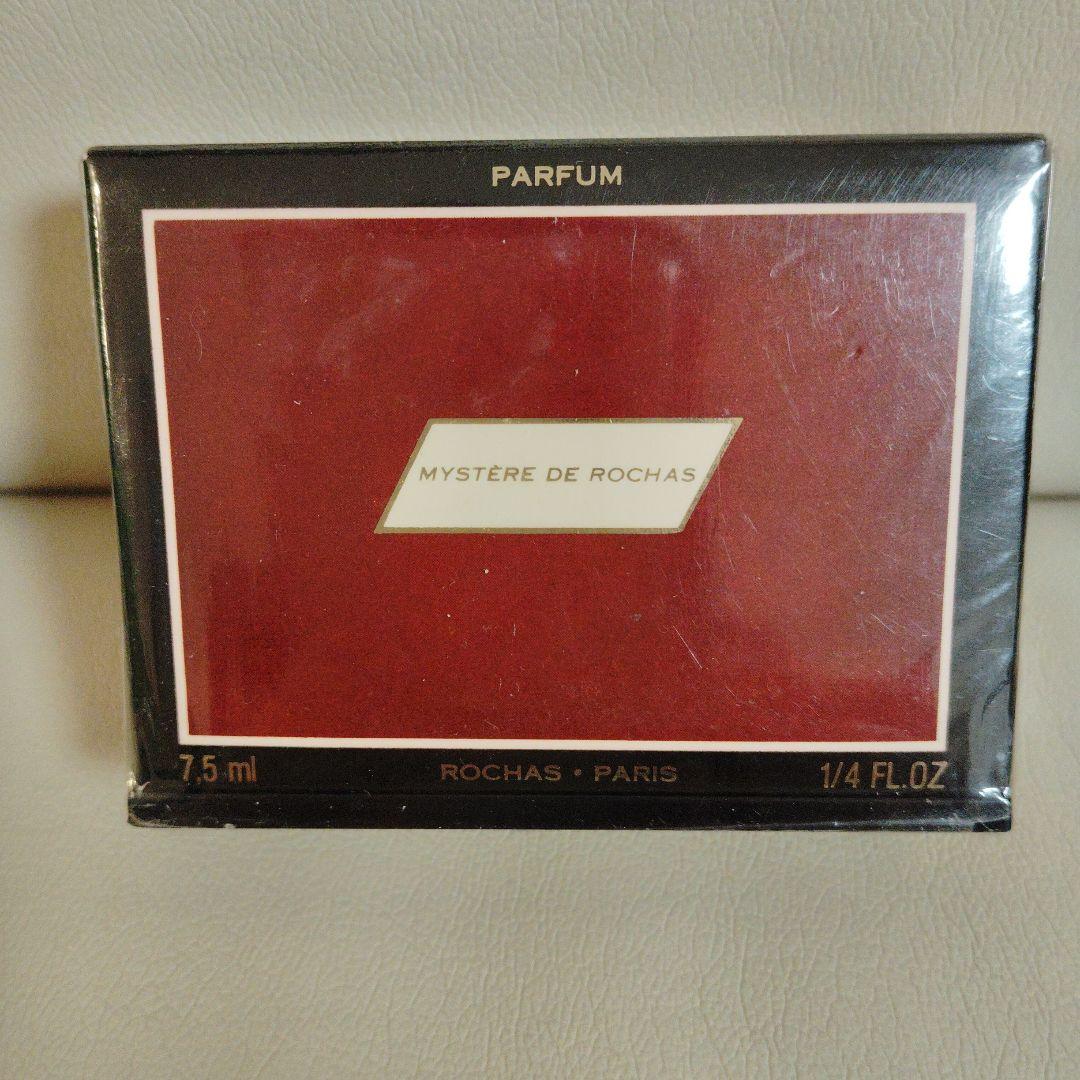 PARFUM
MYSTÈRE DE ROCHAS
7.5 ml
ROCHAS • PARIS
1/4 FL.OZ